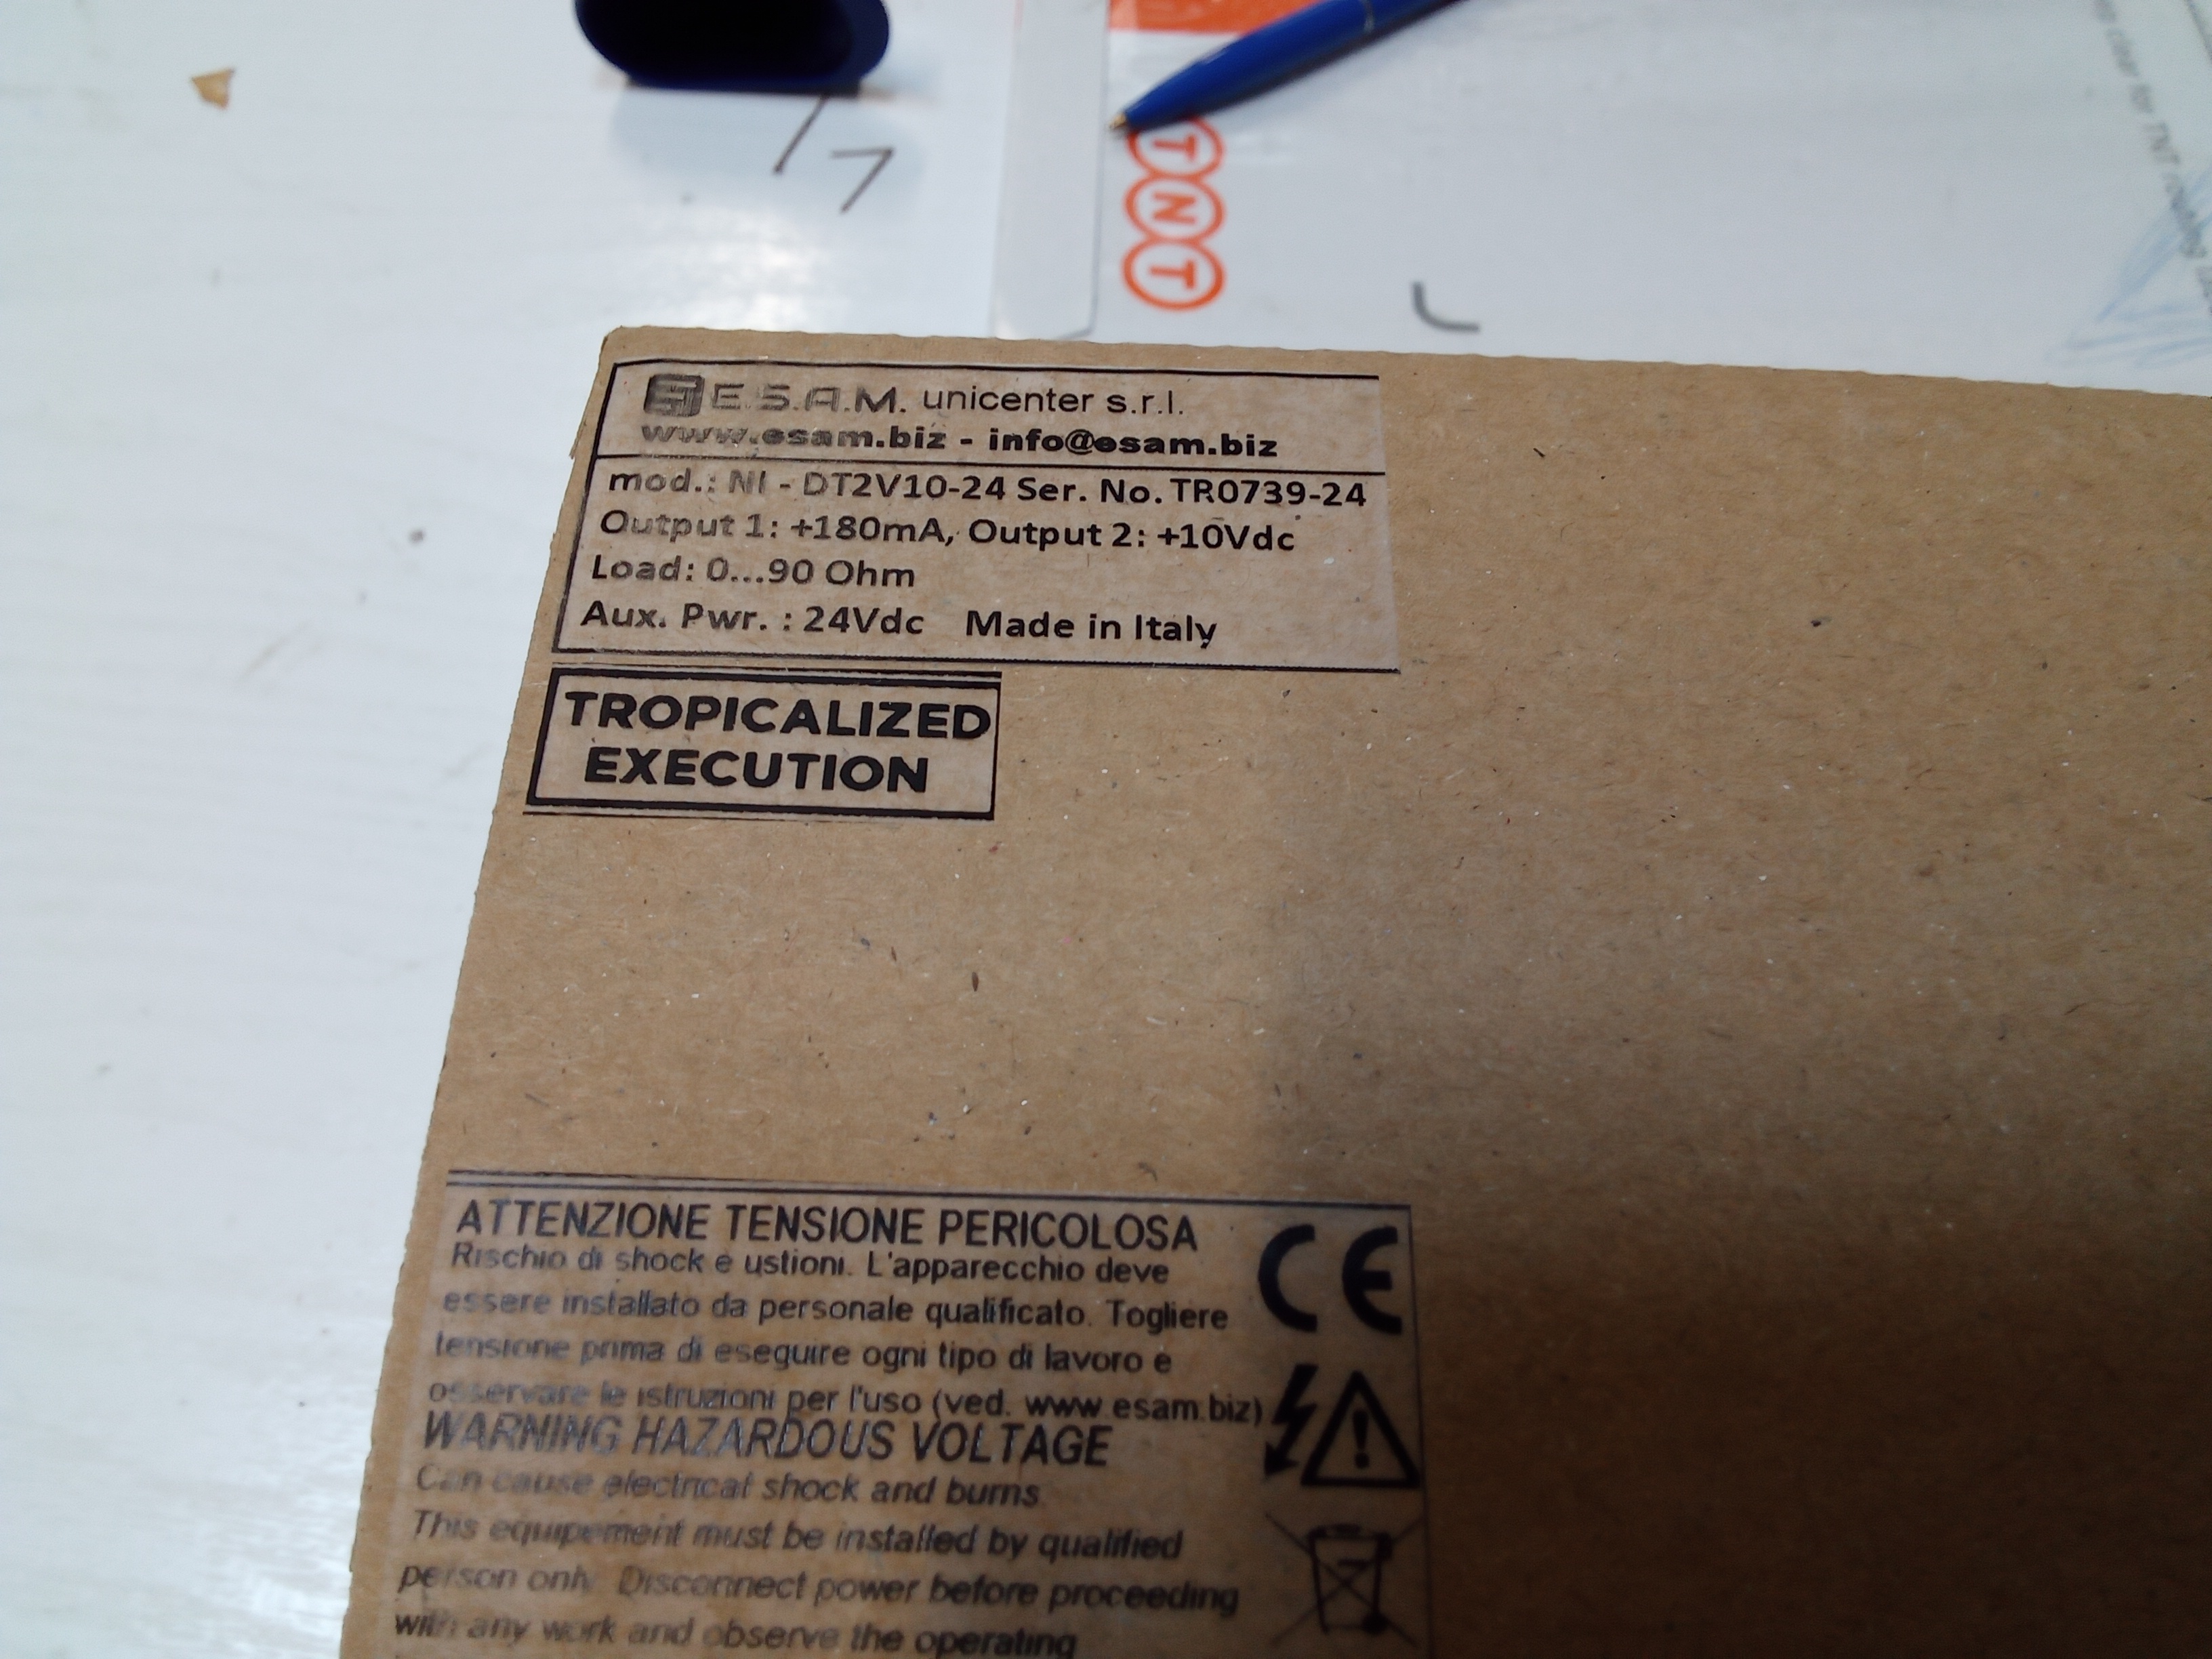 TNT
E.S.A.M. unicenter s.r.l.
www.esam.biz - info@esam.biz
mod.: NI - DT2V10-24 Ser. No. TR0739-24
Output 1: +180mA, Output 2: +10Vdc
Load: 0...90 Ohm
Aux. Pwr. : 24Vdc Made in Italy
TROPICALIZED
EXECUTION
ATTENZIONE TENSIONE PERICOLOSA
Rischio di shock e ustioni. L'apparecchio deve
essere installato da personale qualificato. Togliere
tensione prima di eseguire ogni tipo di lavoro e
osservare le istruzioni per l'uso (ved. www.esam.biz)
WARNING HAZARDOUS VOLTAGE
Can cause electrical shock and burns
This equipement must be installed by qualified
person only. Disconnect power before proceeding
with any work and observe the operating
CE
clear for TNT routing